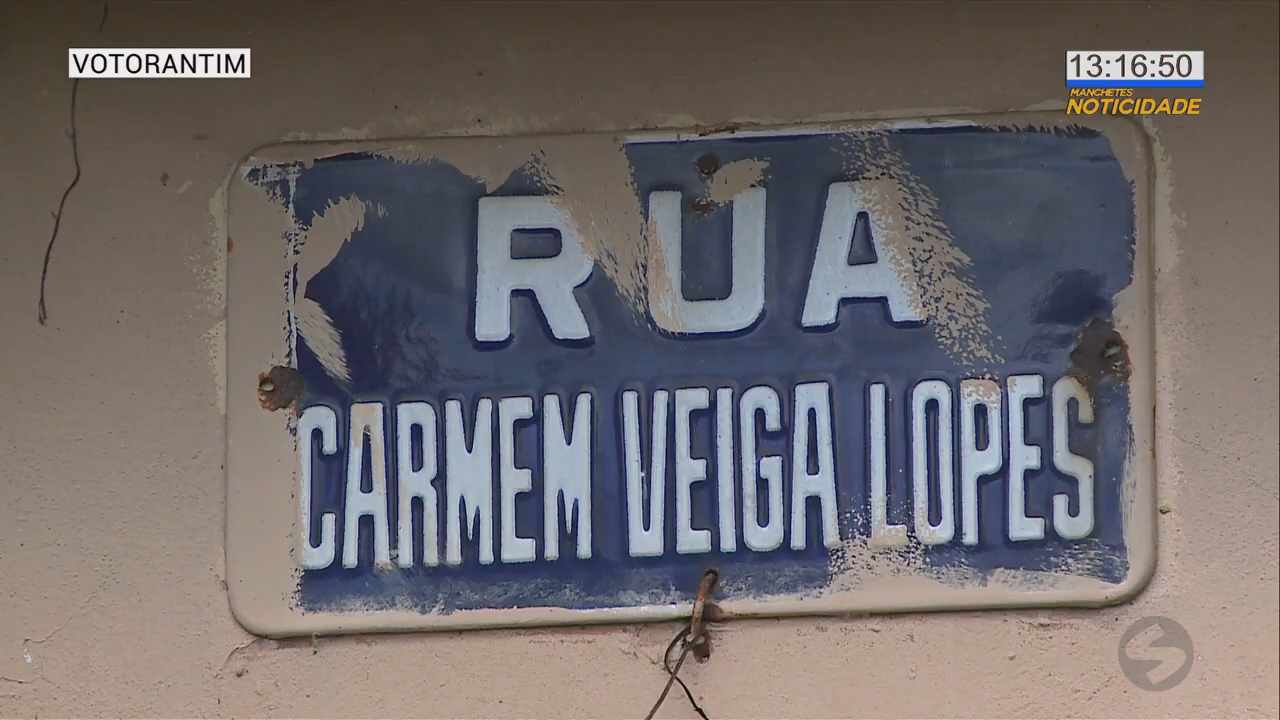 VOTORANTIM
13:16:50
MANCHETES
NOTICIDADE
RUA
CARMEM VEIGA LOPES